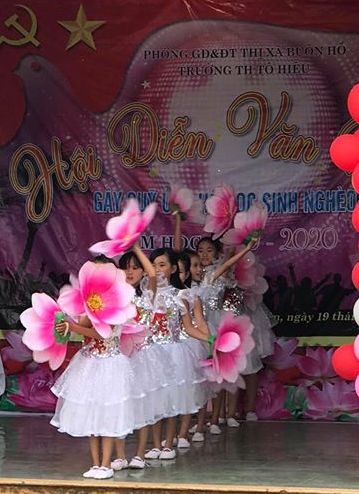 PHÒNG GD&ĐT THỊ XÃ BUÔN HỒ
TRƯỜNG TH TÔ HIỆU
Hội Diễn Văn
GÂY QUỸ SINH NGHÈO
HỌC 2020
ngày 19 thán